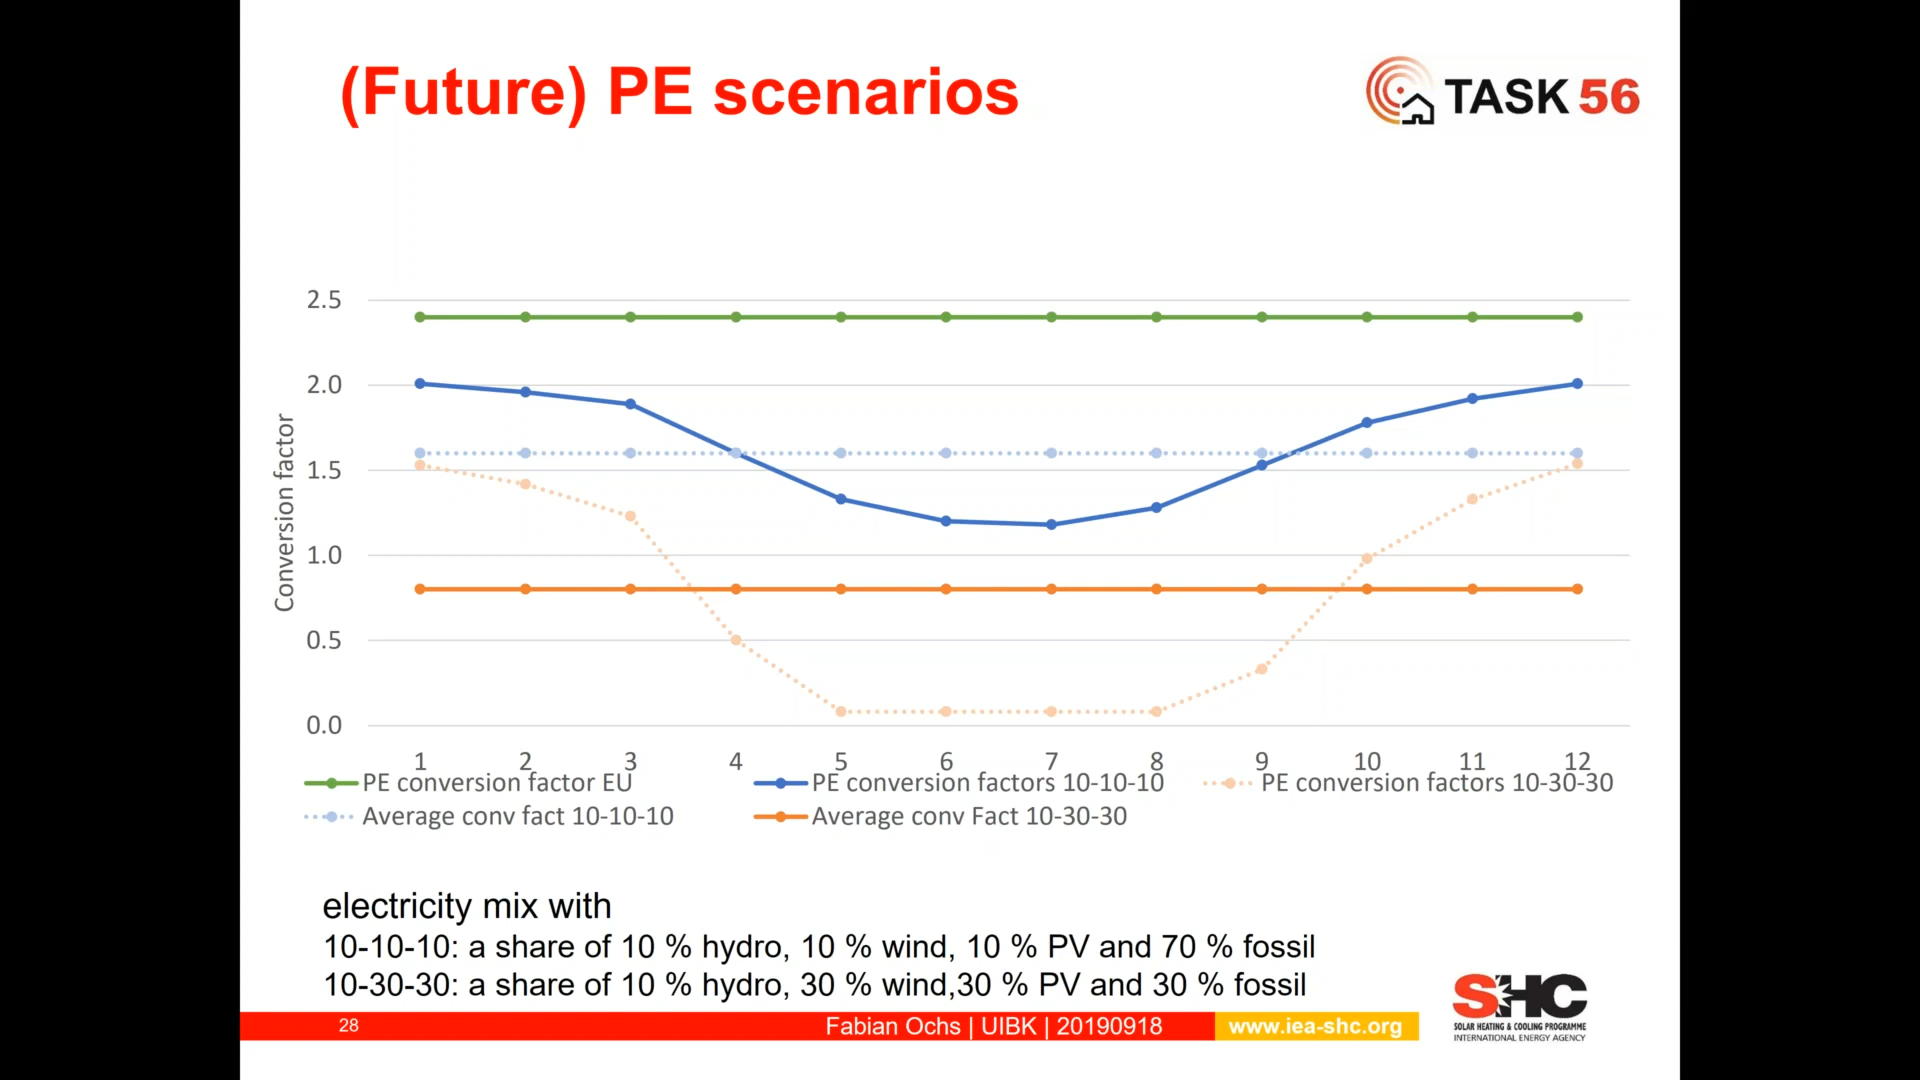 (Future) PE scenarios
TASK 56
2.5
2.0
1.5
1.0
0.5
0.0
Conversion factor
1 2 3 4 5 6 7 8 9 10 11 12
PE conversion factor EU PE conversion factors 10-10-10 PE conversion factors 10-30-30
Average conv fact 10-10-10 Average conv Fact 10-30-30
electricity mix with
10-10-10: a share of 10 % hydro, 10 % wind, 10 % PV and 70 % fossil
10-30-30: a share of 10 % hydro, 30 % wind,30 % PV and 30 % fossil
28 Fabian Ochs | UIBK | 20190918 www.iea-shc.org
SHC
SOLAR HEATING & COOLING PROGRAMME
INTERNATIONAL ENERGY AGENCY